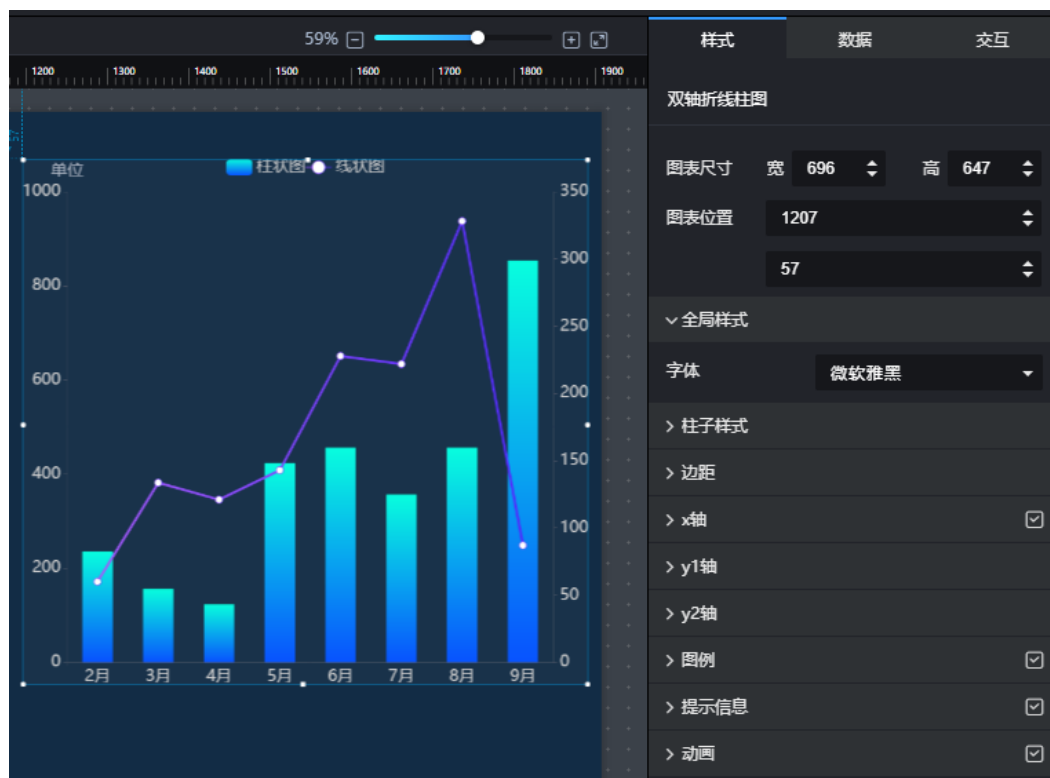 59%
样式 数据 交互
1200 1300 1400 1500 1600 1700 1800 1900
双轴折线柱图
57
单位 柱状图 线状图
图表尺寸 宽 696 高 647
1000 350
图表位置 1207
300
57
800
250
全局样式
600
字体 微软雅黑
200
柱子样式
150
400
边距
100
x轴
200
y1轴
50
y2轴
0 0
图例
2月 3月 4月 5月 6月 7月 8月 9月
提示信息
动画